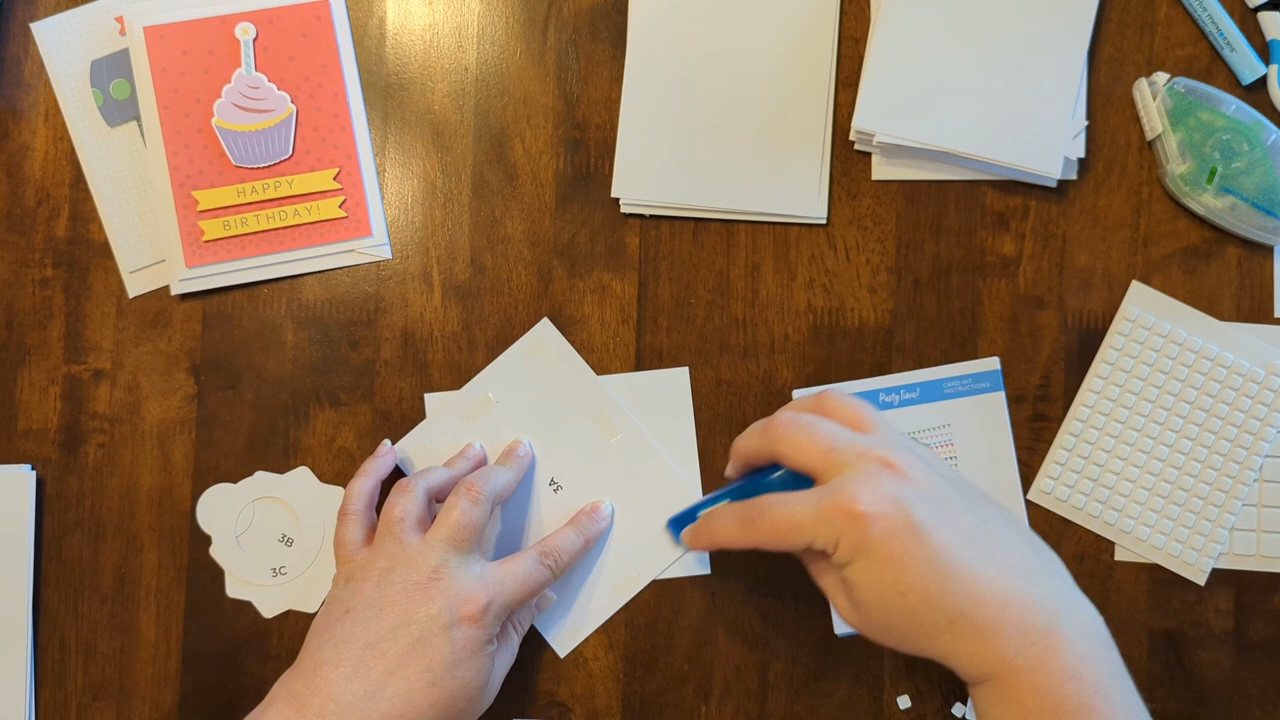 HAPPY
BIRTHDAY!
Party Time!
CARD KIT
INSTRUCTIONS
3A
3B
3C